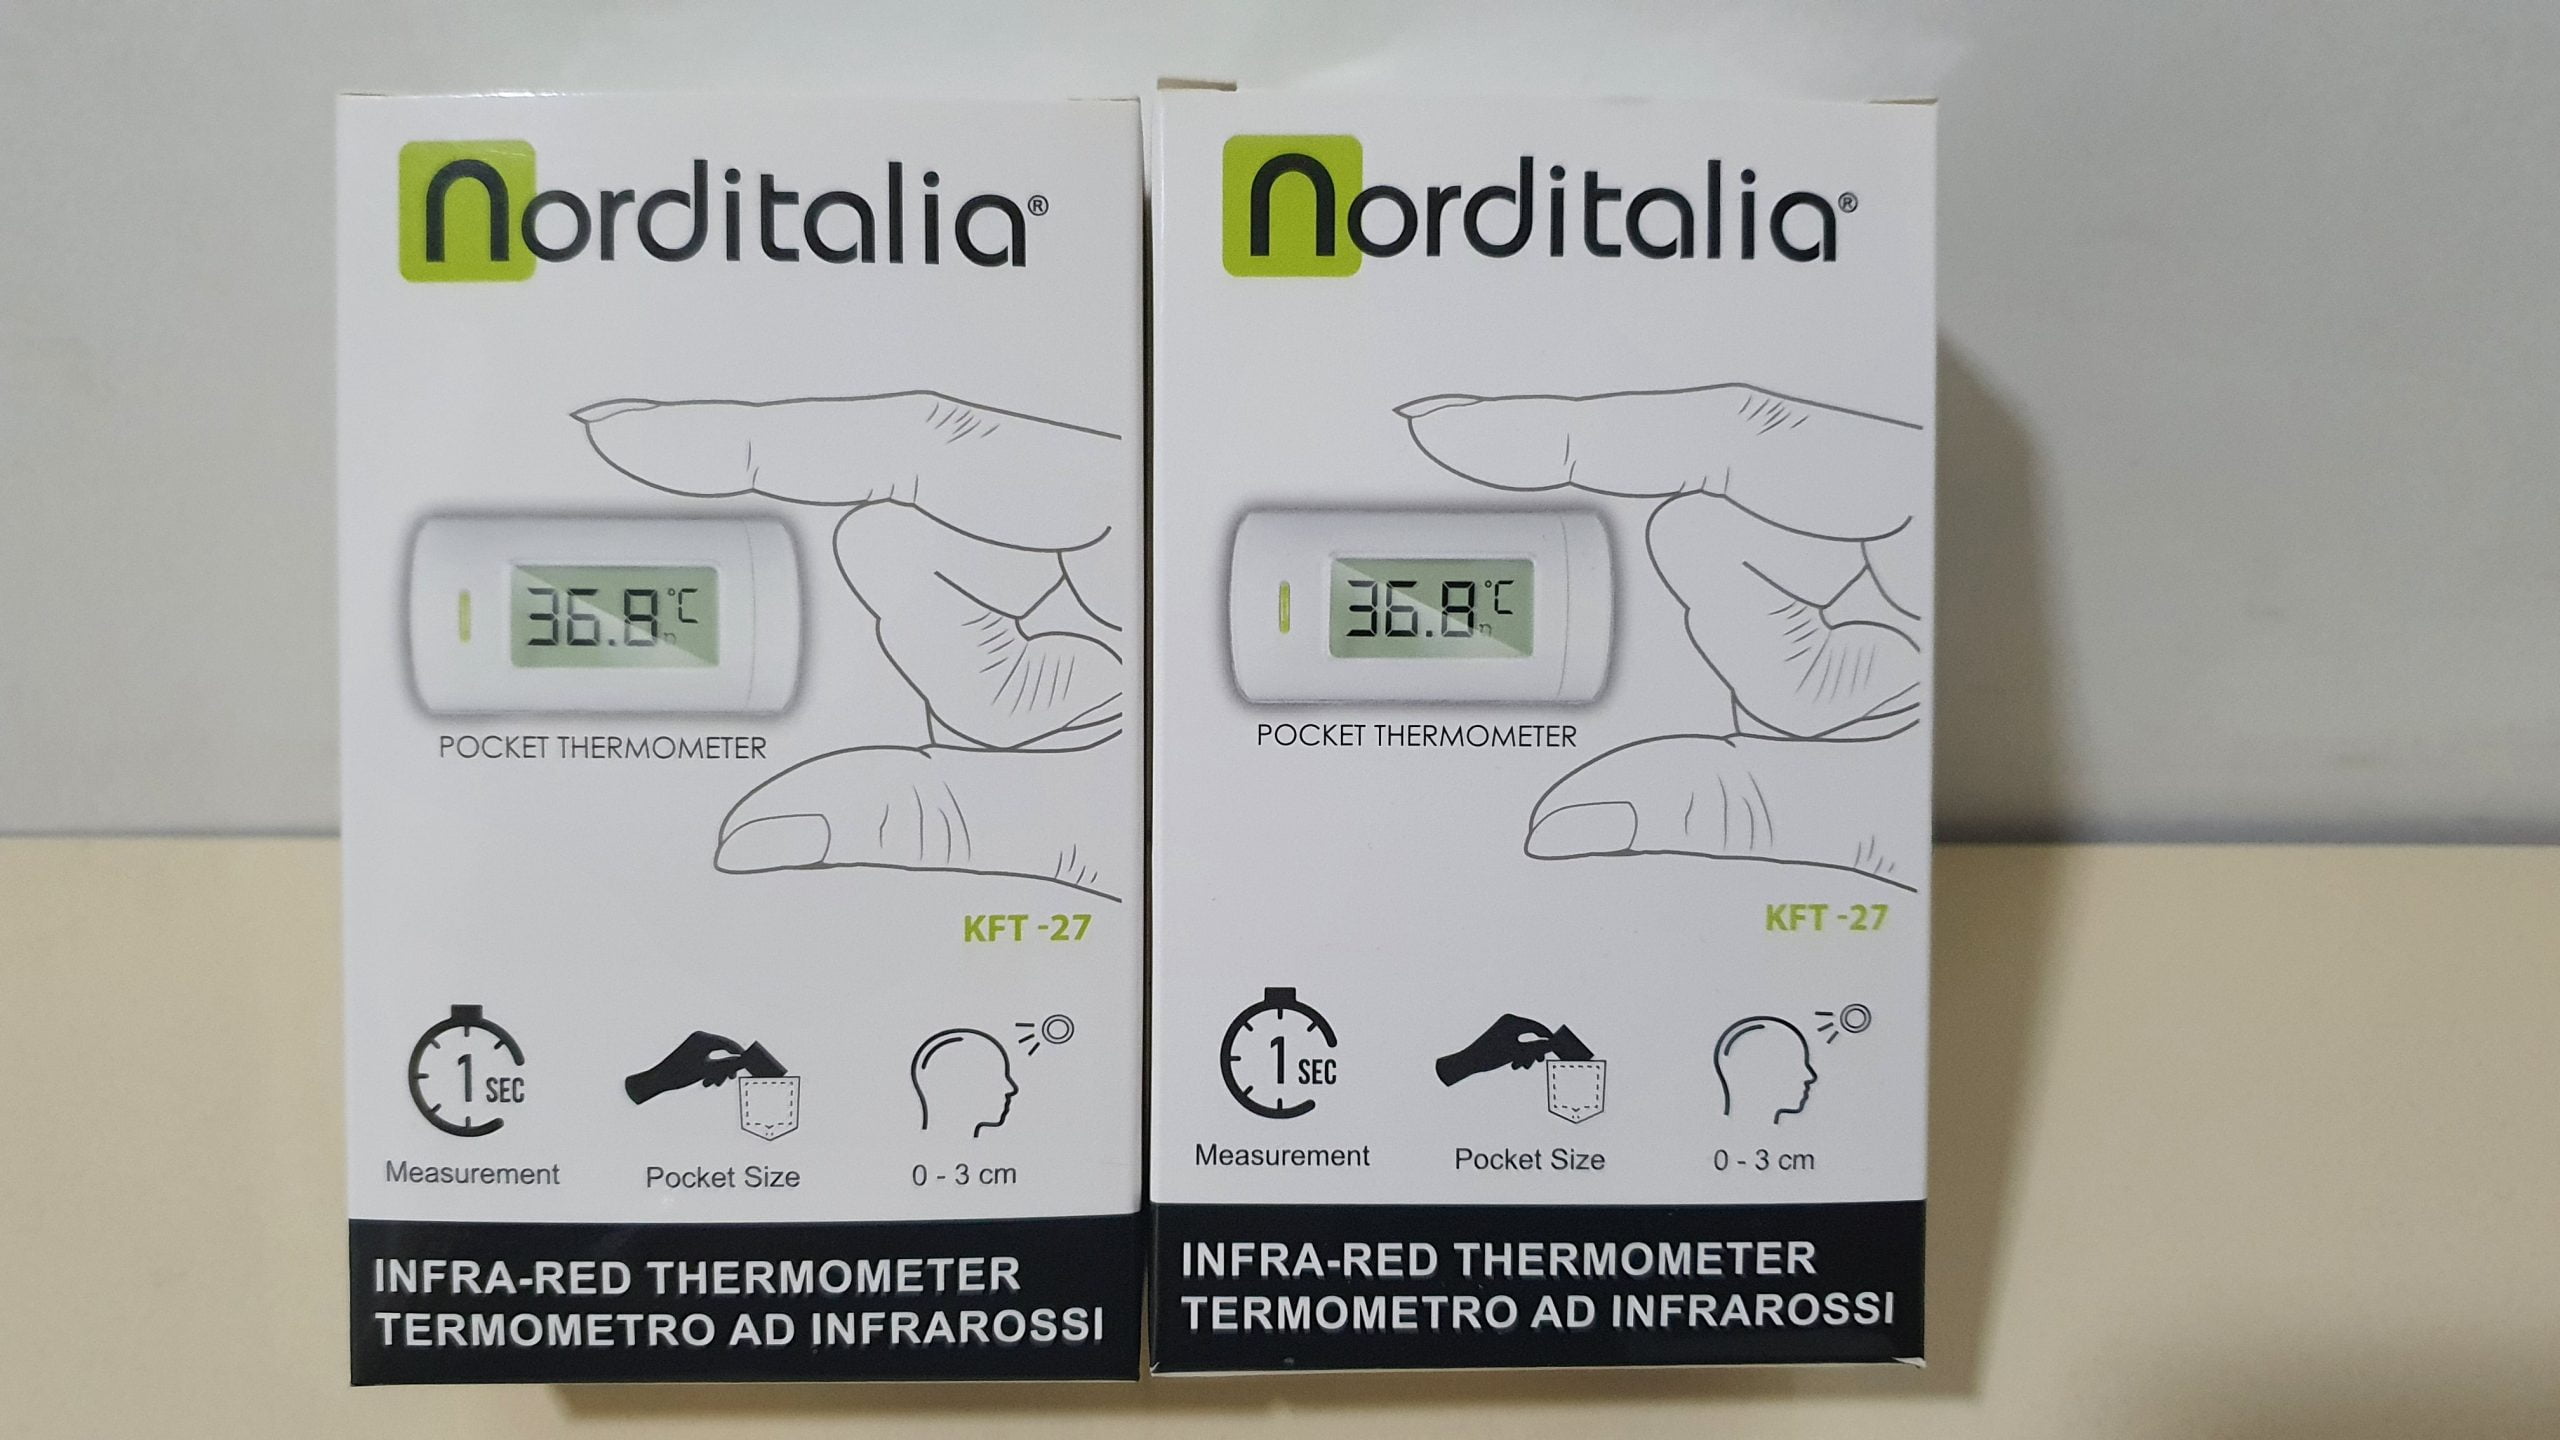 norditalia®
36.8°C
POCKET THERMOMETER
KFT -27
1 SEC
Measurement
Pocket Size
0 - 3 cm
INFRA-RED THERMOMETER
TERMOMETRO AD INFRAROSSI
norditalia®
36.8°C
POCKET THERMOMETER
KFT -27
1 SEC
Measurement
Pocket Size
0 - 3 cm
INFRA-RED THERMOMETER
TERMOMETRO AD INFRAROSSI